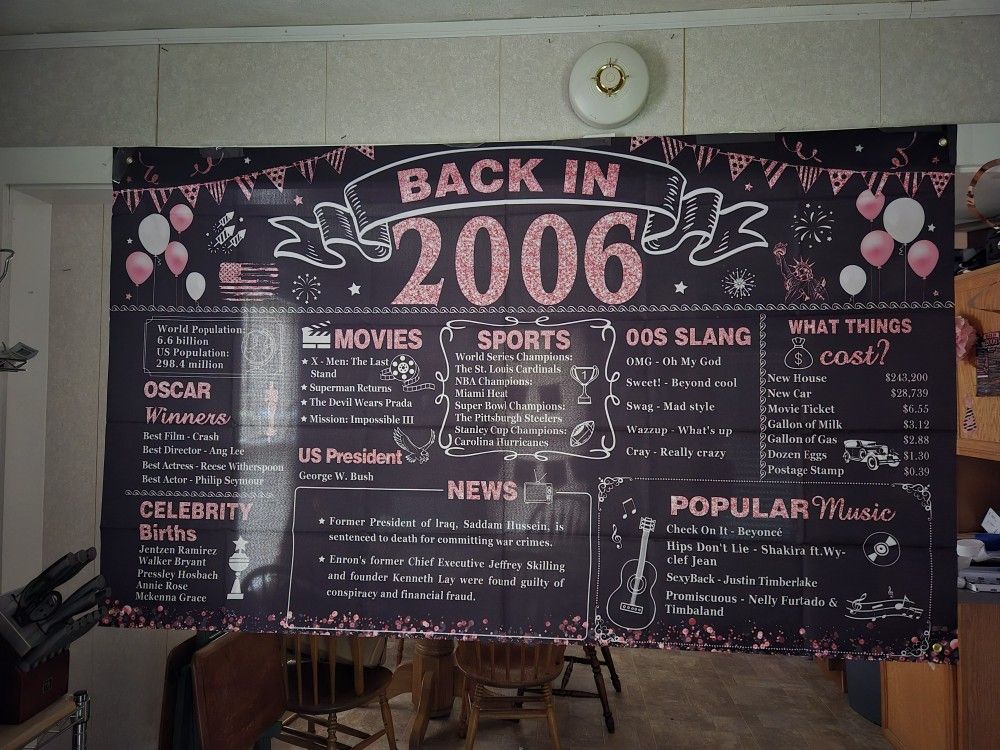 BACK IN
2006
World Population:
6.6 billion
US Population:
298.4 million
OSCAR
Winners
Best Film - Crash
Best Director - Ang Lee
Best Actress - Reese Witherspoon
Best Actor - Philip Seymour
CELEBRITY
Births
Jentzen Ramirez
Walker Bryant
Pressley Hosbach
Annie Rose
Mckenna Grace
MOVIES
★ X - Men: The Last
Stand
★ Superman Returns
★ The Devil Wears Prada
★ Mission: Impossible III
US President
George W. Bush
SPORTS
World Series Champions:
The St. Louis Cardinals
NBA Champions:
Miami Heat
Super Bowl Champions:
The Pittsburgh Steelers
Stanley Cup Champions:
Carolina Hurricanes
1
00S SLANG
OMG - Oh My God
Sweet! - Beyond cool
Swag - Mad style
Wazzup - What's up
Cray - Really crazy
WHAT THINGS
cost?
$
New House $243,200
New Car $28,739
Movie Ticket $6.55
Gallon of Milk $3.12
Gallon of Gas $2.88
Dozen Eggs $1.30
Postage Stamp $0.39
NEWS
★ Former President of Iraq, Saddam Hussein, is
sentenced to death for committing war crimes.
★ Enron's former Chief Executive Jeffrey Skilling
and founder Kenneth Lay were found guilty of
conspiracy and financial fraud.
POPULAR Music
Check On It - Beyoncé
Hips Don't Lie - Shakira ft.Wy-
clef Jean
SexyBack - Justin Timberlake
Promiscuous - Nelly Furtado &
Timbaland